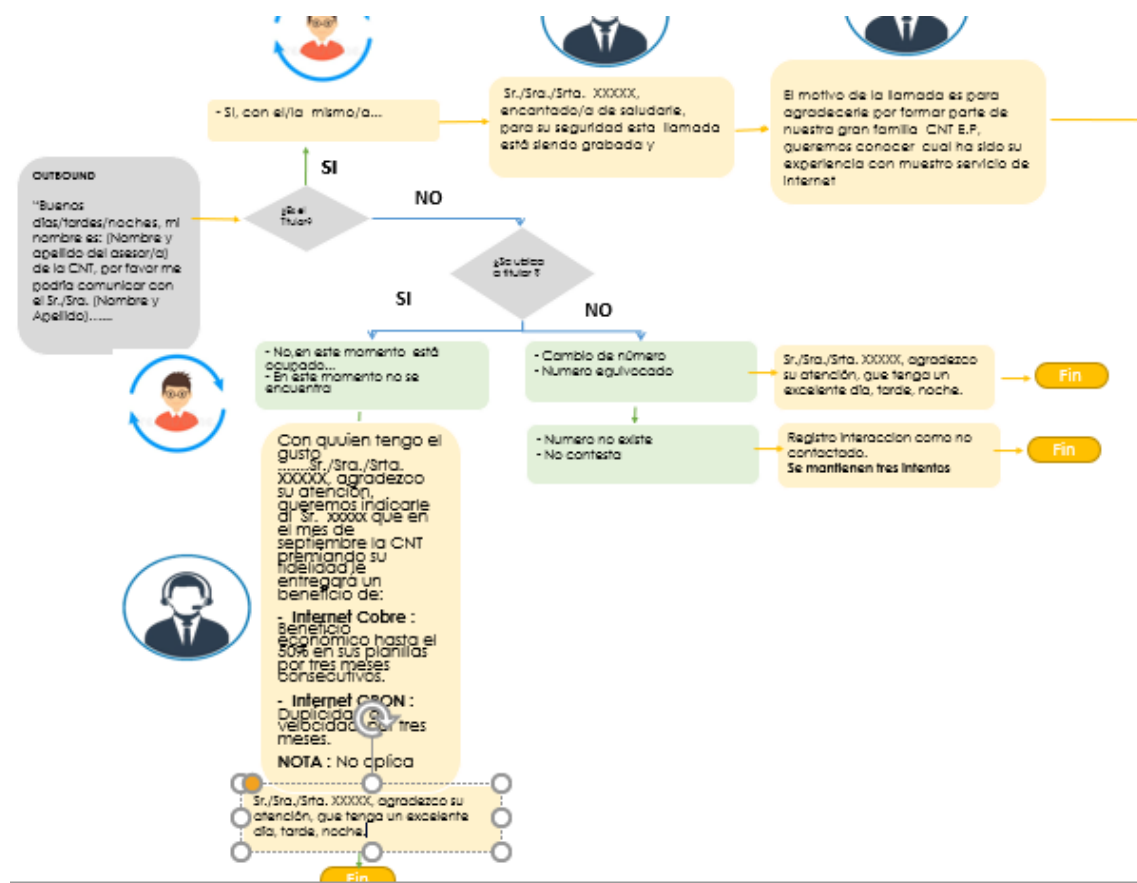 - Si, con el/la mismo/a...
Sr./Sra./Srta. XXXXX,
encantado/a de saludarle,
para su seguridad esta llamada
está siendo grabada y
El motivo de la llamada es para
agradecerle por formar parte de
nuestra gran familia CNT E.P,
queremos conocer cual ha sido su
experiencia con muestro servicio de
internet
SI
OUTBOUND
"Buenos
días/tardes/noches, mi
nombre es: (Nombre y
apellido del asesor/a)
de la CNT, por favor me
podría comunicar con
el Sr./Sra. (Nombre y
Apellido)......
¿Es el
Titular?
NO
¿Se ubica
a titular ?
SI
NO
- No,en este momento está
ocupado...
- En este momento no se
encuentra
- Cambio de número
- Numero equivocado
Sr./Sra./Srta. XXXXX, agradezco
su atención, que tenga un
excelente día, tarde, noche.
Fin
- Numero no existe
- No contesta
Registro interaccion como no
contactado.
Se mantienen tres intentos
Fin
Con quuien tengo el
gusto
.......Sr./Sra./Srta.
XXXXX, agradezco
su atención,
queremos indicarle
al Sr. xxxxx que en
el mes de
septiembre la CNT
premiando su
fidelidad le
entregará un
beneficio de:
- Internet Cobre :
Beneficio
económico hasta el
50% en sus planillas
por tres meses
consecutivos.
- Internet GPON :
velocidad por tres
meses.
NOTA : No aplica
Sr./Sra./Srta. XXXXX, agradezco su
atención, que tenga un excelente
día, tarde, noche.
Fin